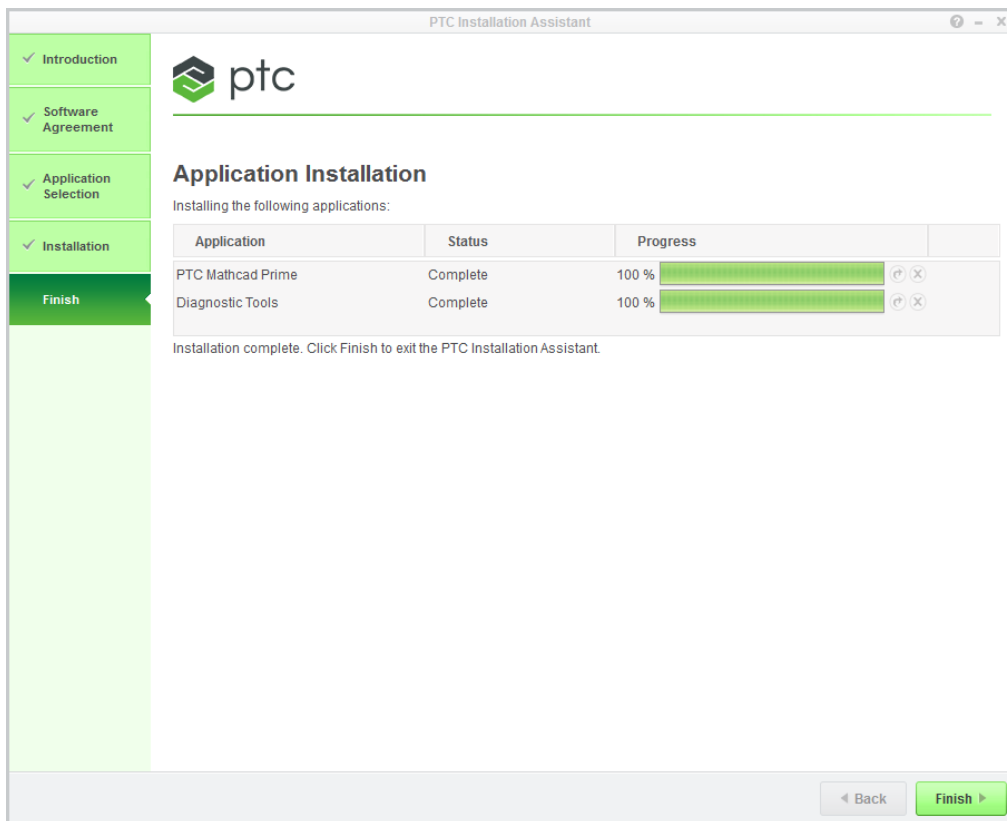 PTC Installation Assistant
Introduction
Software
Agreement
Application
Selection
Installation
Finish
ptc
Application Installation
Installing the following applications:
Application Status Progress
PTC Mathcad Prime Complete 100 %
Diagnostic Tools Complete 100 %
Installation complete. Click Finish to exit the PTC Installation Assistant.
Back Finish